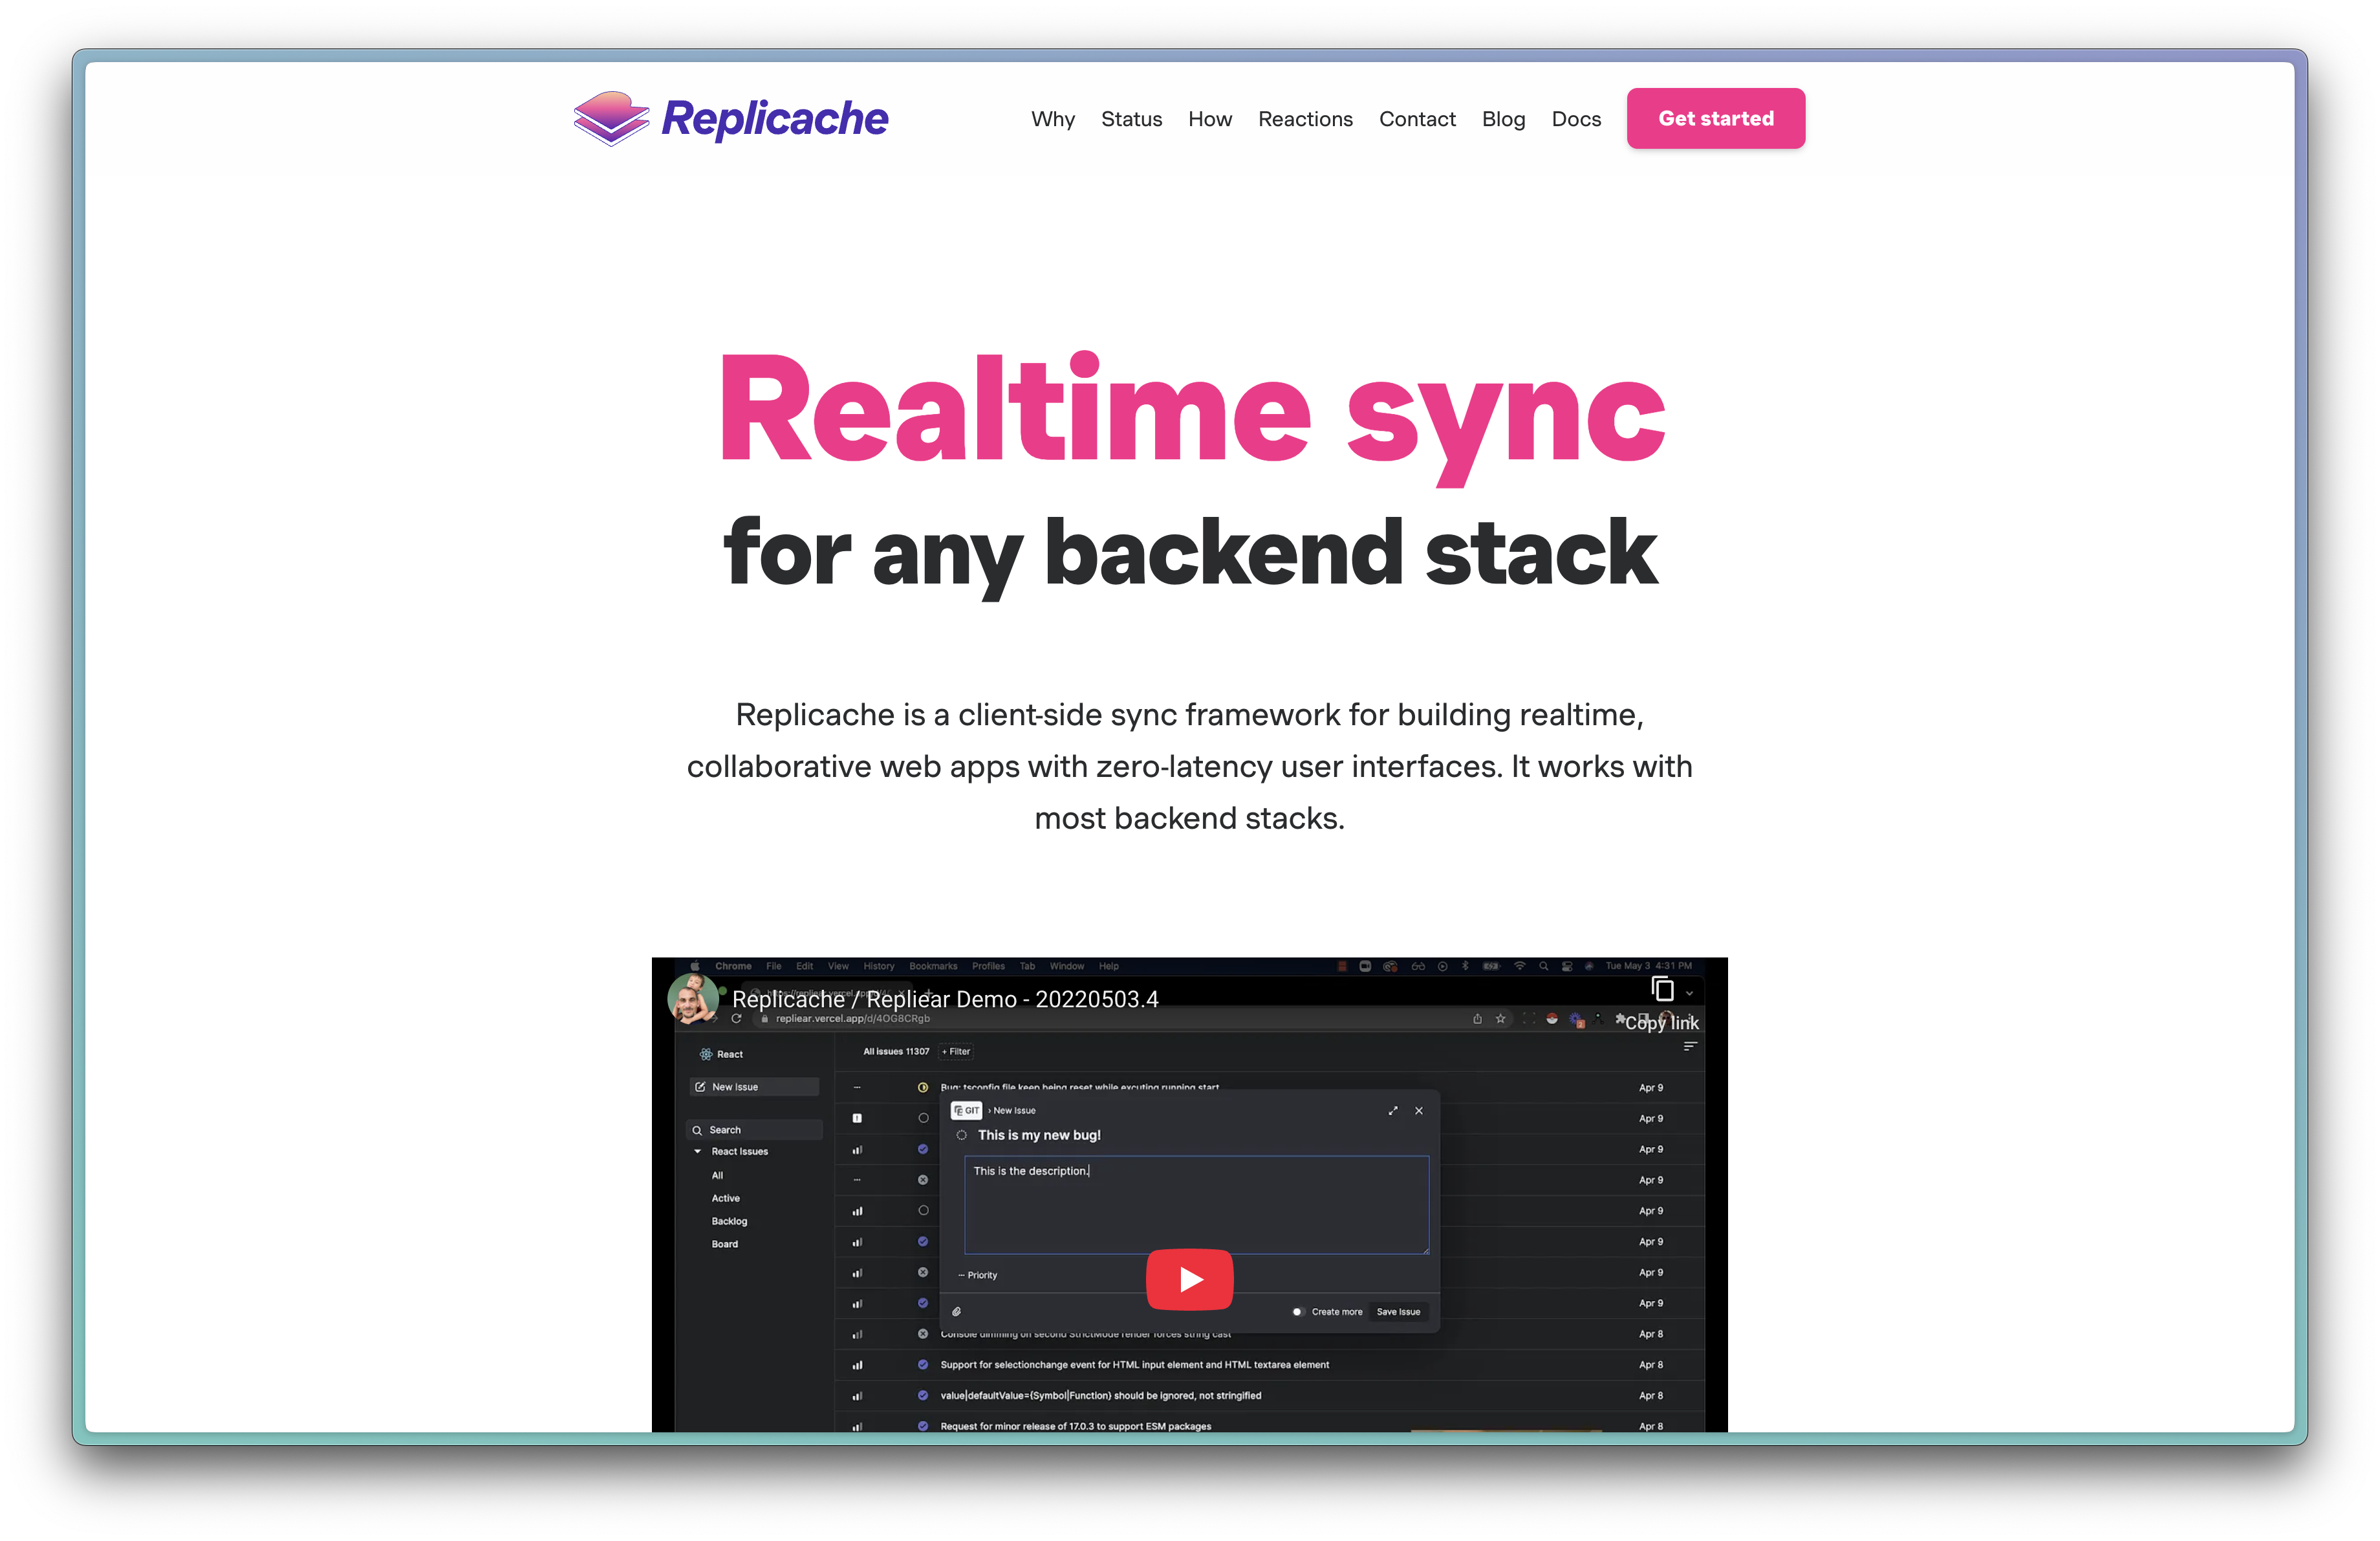 Replicache
Why Status How Reactions Contact Blog Docs Get started
Realtime sync
for any backend stack
Replicache is a client-side sync framework for building realtime,
collaborative web apps with zero-latency user interfaces. It works with
most backend stacks.
Chrome File Edit View History Bookmarks Profiles Tab Window Help
Tue May 3 4:31 PM
Replicache / Repliear Demo - 20220503.4
Copy link
repliear.vercel.app/d/4OG8CRgb
React
All issues 11307 + Filter
New Issue
Bug: tsconfig file keep being reset while excuting running start
Apr 9
GIT › New Issue
Apr 9
Search
This is my new bug!
React Issues
Apr 9
This is the description.
All
Apr 9
Active
Apr 9
Backlog
Board
Apr 9
Priority
Apr 9
Apr 9
Create more Save Issue
Console dimming on second StrictMode render forces string cast
Apr 8
Support for selectionchange event for HTML input element and HTML textarea element
Apr 8
value|defaultValue={Symbol|Function} should be ignored, not stringified
Apr 8
Request for minor release of 17.0.3 to support ESM packages
Apr 8